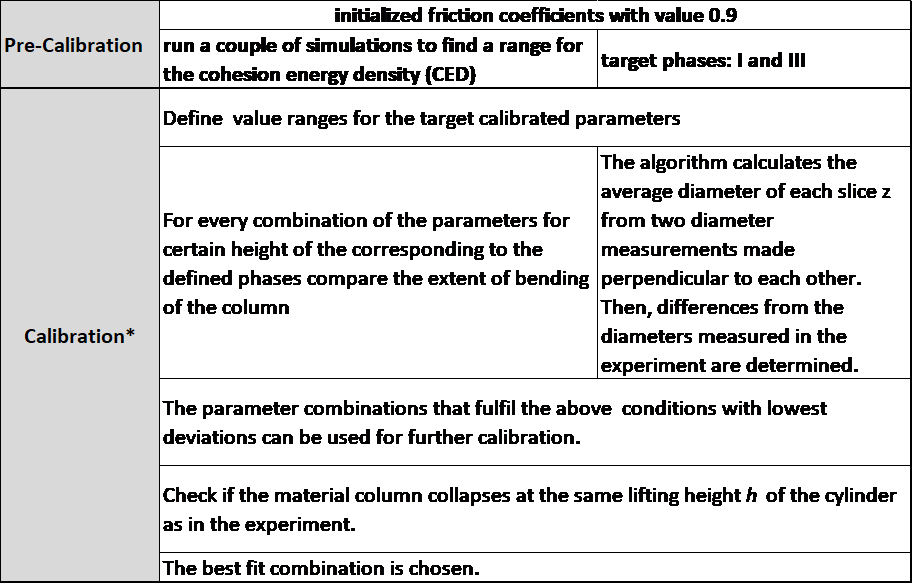 initialized friction coefficients with value 0.9
Pre-Calibration
run a couple of simulations to find a range for
the cohesion energy density (CED)
target phases: I and III
Calibration*
Define value ranges for the target calibrated parameters
For every combination of the parameters for
certain height of the corresponding to the
defined phases compare the extent of bending
of the column
The algorithm calculates the
average diameter of each slice z
from two diameter
measurements made
perpendicular to each other.
Then, differences from the
diameters measured in the
experiment are determined.
The parameter combinations that fulfil the above conditions with lowest
deviations can be used for further calibration.
Check if the material column collapses at the same lifting height h of the cylinder
as in the experiment.
The best fit combination is chosen.